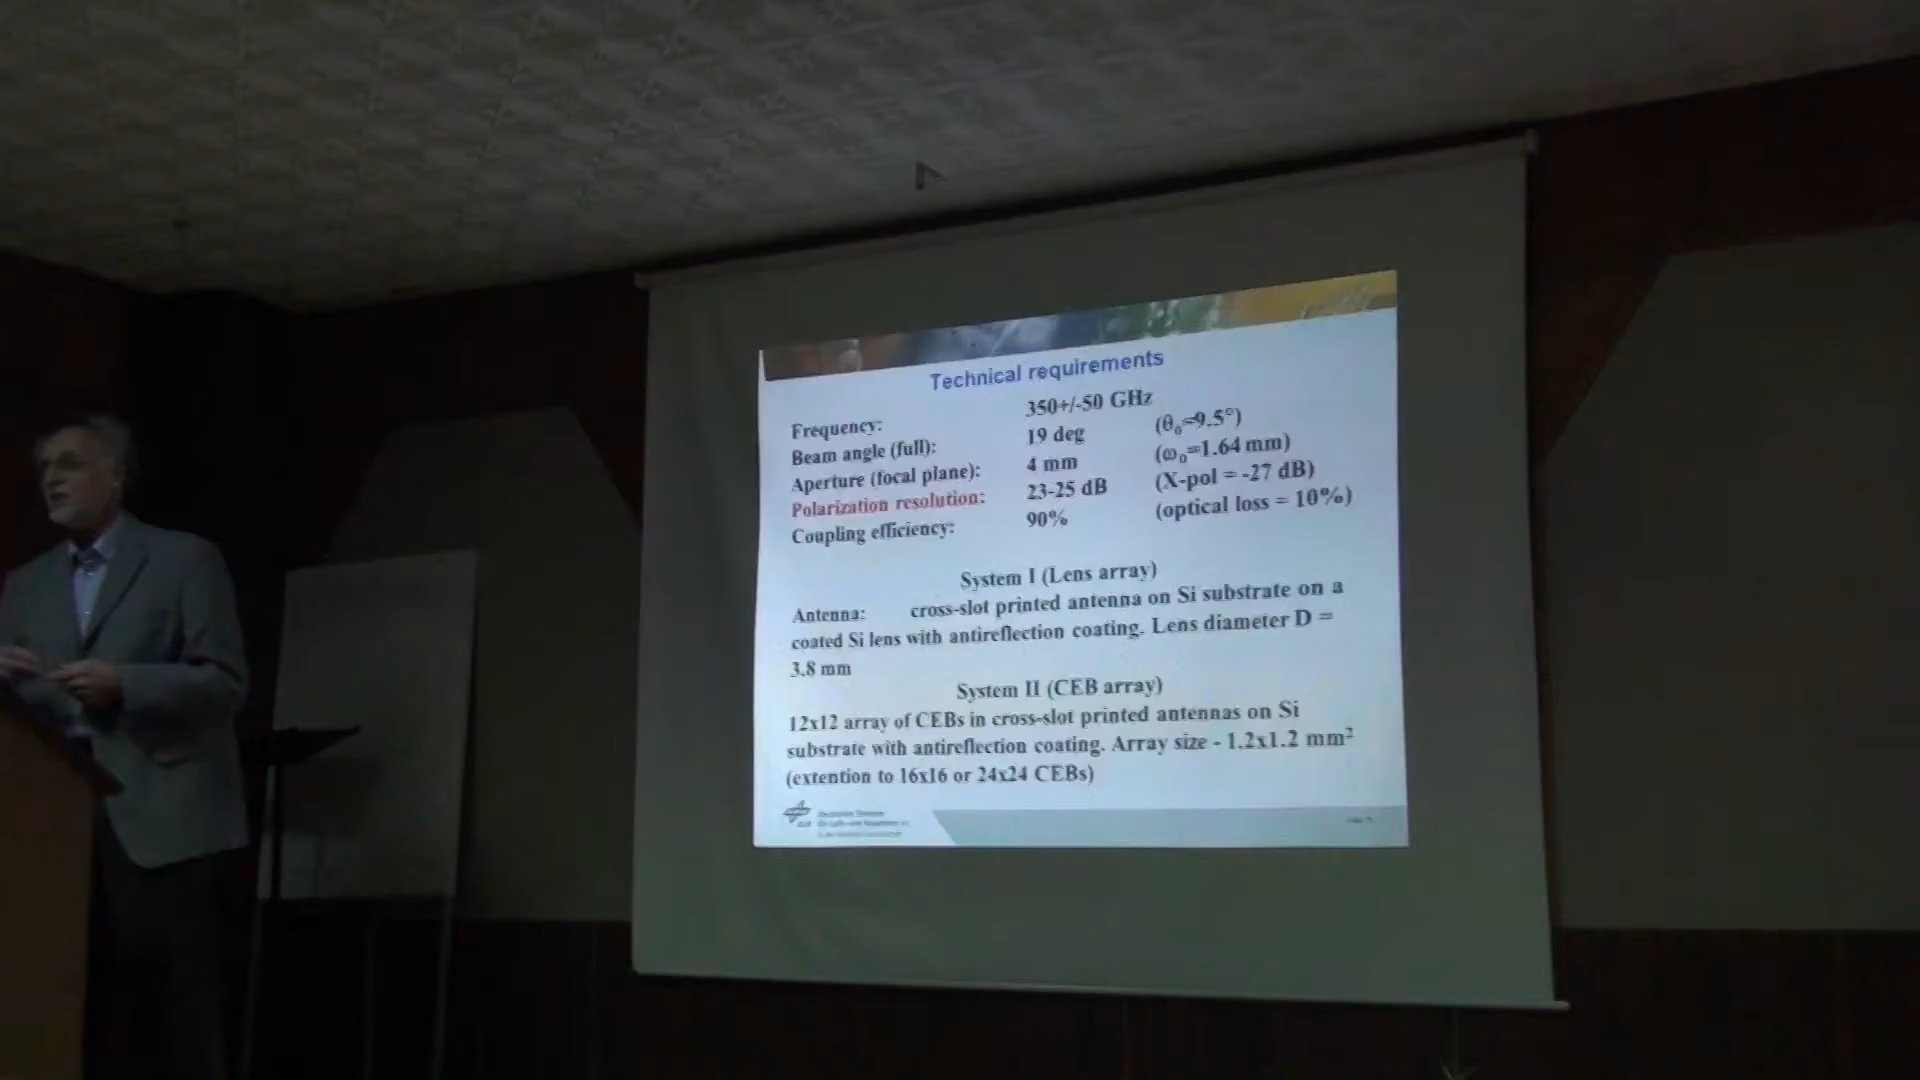 Technical requirements
Frequency: 350+/-50 GHz
Beam angle (full): 19 deg (θ₀=9.5°)
Aperture (focal plane): 4 mm (ω₀=1.64 mm)
Polarization resolution: 23-25 dB (X-pol = -27 dB)
Coupling efficiency: 90% (optical loss = 10%)
System I (Lens array)
Antenna: cross-slot printed antenna on Si substrate on a
coated Si lens with antireflection coating. Lens diameter D =
3.8 mm
System II (CEB array)
12x12 array of CEBs in cross-slot printed antennas on Si
substrate with antireflection coating. Array size - 1.2x1.2 mm²
(extention to 16x16 or 24x24 CEBs)